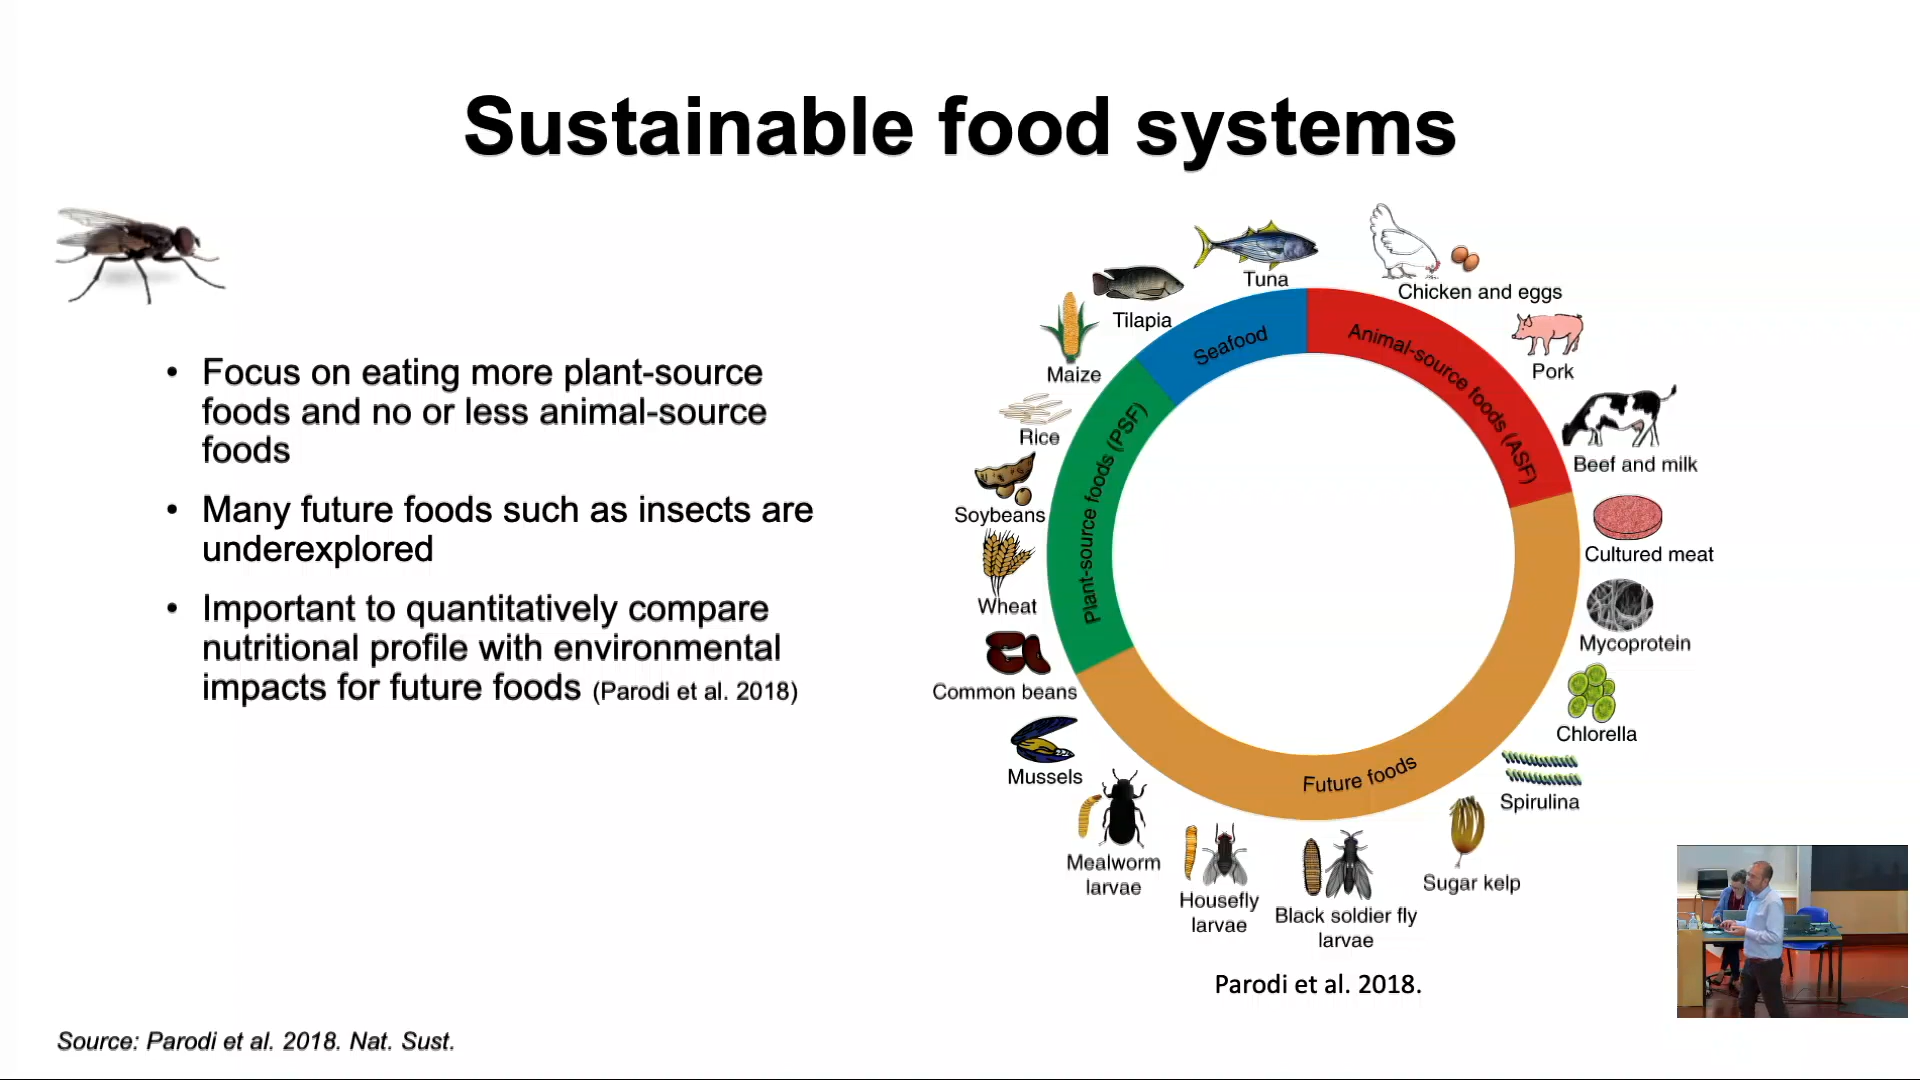 Sustainable food systems
• Focus on eating more plant-source
foods and no or less animal-source
foods
• Many future foods such as insects are
underexplored
• Important to quantitatively compare
nutritional profile with environmental
impacts for future foods (Parodi et al. 2018)
Tuna
Chicken and eggs
Tilapia
Seafood
Animal-source foods (ASF)
Pork
Maize
Rice
Beef and milk
Soybeans
Plant-source foods (PSF)
Cultured meat
Wheat
Mycoprotein
Common beans
Chlorella
Mussels
Future foods
Spirulina
Mealworm
larvae
Housefly
larvae
Black soldier fly
larvae
Sugar kelp
Parodi et al. 2018.
Source: Parodi et al. 2018. Nat. Sust.